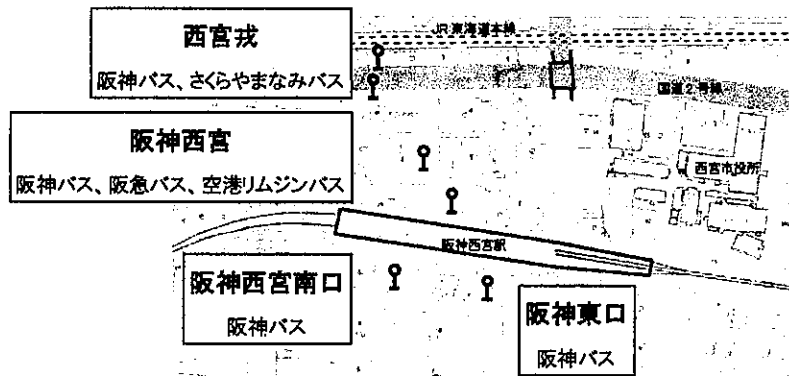 西宮戎
阪神バス、さくらやまなみバス
JR東海道本線
国道2号線
阪神西宮
阪神バス、阪急バス、空港リムジンバス
西宮市役所
阪神西宮駅
阪神西宮南口
阪神バス
阪神東口
阪神バス